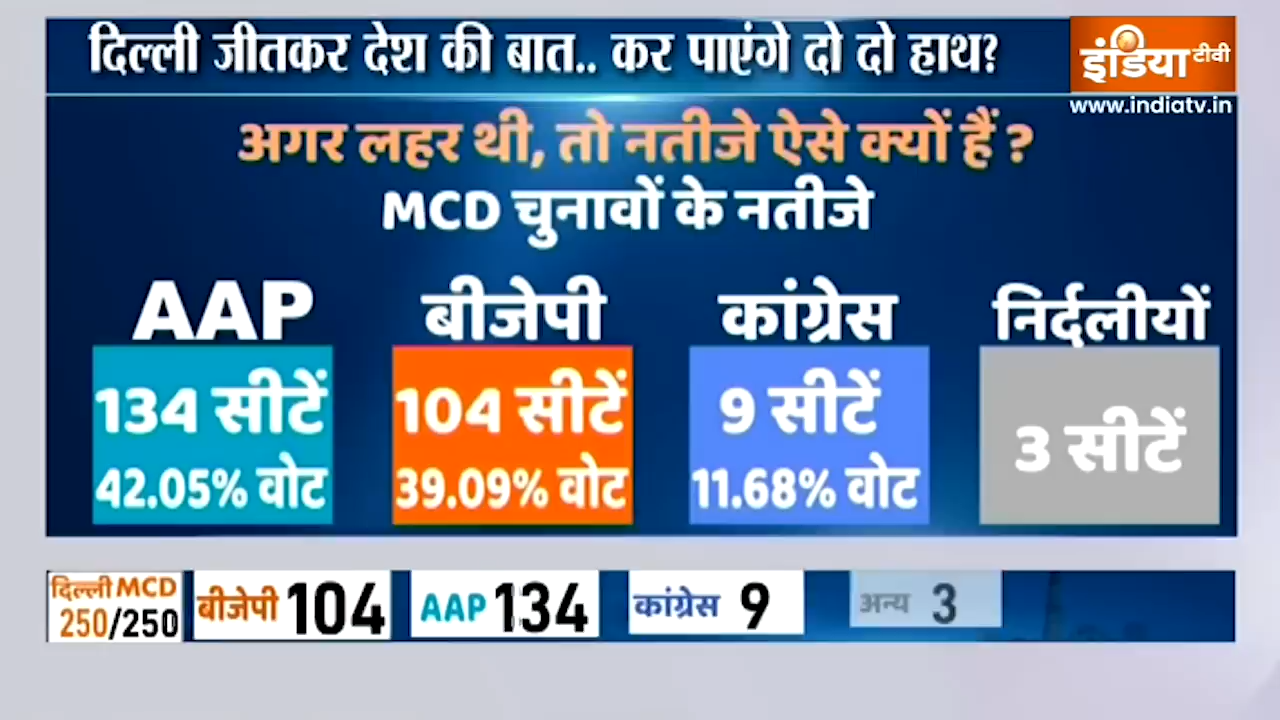 दिल्ली जीतकर देश की बात.. कर पाएंगे दो दो हाथ?
इंडिया टीवी
www.indiatv.in
अगर लहर थी, तो नतीजे ऐसे क्यों हैं ?
MCD चुनावों के नतीजे
AAP
134 सीटें
42.05% वोट
बीजेपी
104 सीटें
39.09% वोट
कांग्रेस
9 सीटें
11.68% वोट
निर्दलीयों
3 सीटें
दिल्ली MCD
250/250
बीजेपी 104
AAP 134
कांग्रेस 9
अन्य 3